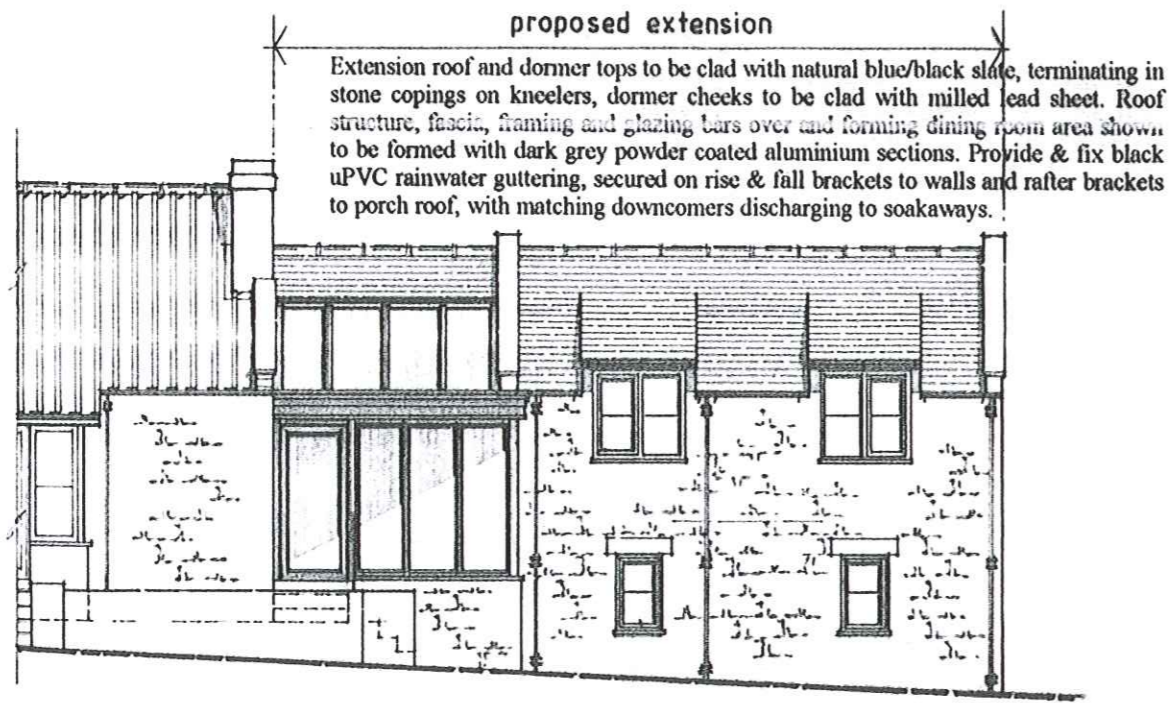 proposed extension
Extension roof and dormer tops to be clad with natural blue/black slate, terminating in
stone copings on kneelers, dormer cheeks to be clad with milled lead sheet. Roof
structure, fascia, framing and glazing bars over and forming dining room area shown
to be formed with dark grey powder coated aluminium sections. Provide & fix black
uPVC rainwater guttering, secured on rise & fall brackets to walls and rafter brackets
to porch roof, with matching downcomers discharging to soakaways.